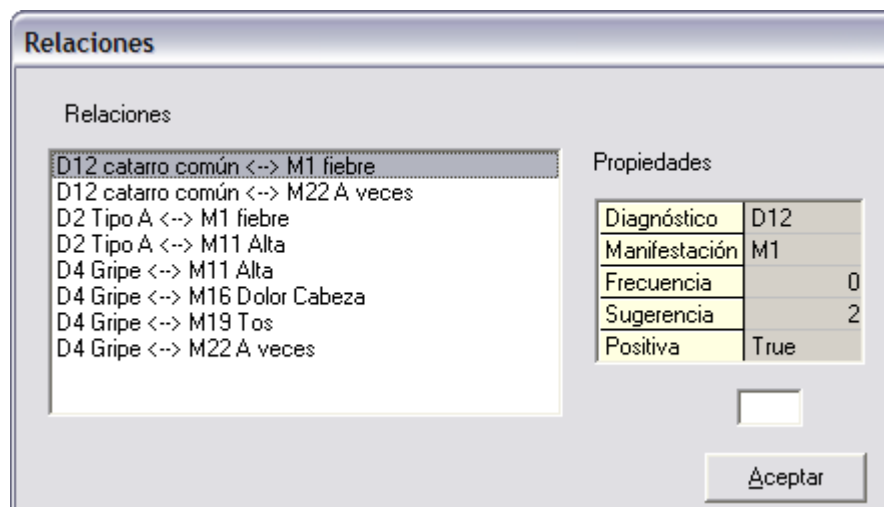 Relaciones
Relaciones
D12 catarro común <--> M1 fiebre
D12 catarro común <--> M22 A veces
D2 Tipo A <--> M1 fiebre
D2 Tipo A <--> M11 Alta
D4 Gripe <--> M11 Alta
D4 Gripe <--> M16 Dolor Cabeza
D4 Gripe <--> M19 Tos
D4 Gripe <--> M22 A veces
Propiedades
Diagnóstico D12
Manifestación M1
Frecuencia 0
Sugerencia 2
Positiva True
Aceptar